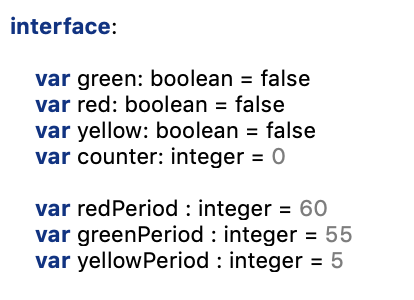 interface:
var green: boolean = false
var red: boolean = false
var yellow: boolean = false
var counter: integer = 0
var redPeriod : integer = 60
var greenPeriod : integer = 55
var yellowPeriod : integer = 5